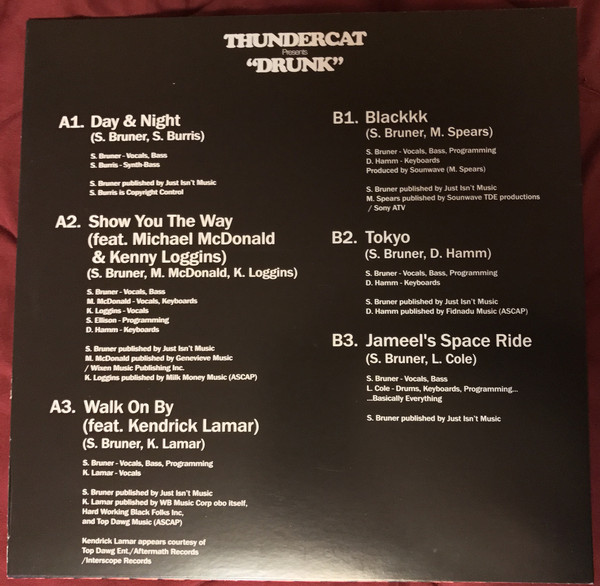 THUNDERCAT
Presents
“DRUNK”
A1. Day & Night
(S. Bruner, S. Burris)
S. Bruner - Vocals, Bass
S. Burris - Synth-Bass
S. Bruner published by Just Isn't Music
S. Burris is Copyright Control
A2. Show You The Way
(feat. Michael McDonald
& Kenny Loggins)
(S. Bruner, M. McDonald, K. Loggins)
S. Bruner - Vocals, Bass
M. McDonald - Vocals, Keyboards
K. Loggins - Vocals
S. Ellison - Programming
D. Hamm - Keyboards
S. Bruner published by Just Isn't Music
M. McDonald published by Genevieve Music
/ Wixen Music Publishing Inc.
K. Loggins published by Milk Money Music (ASCAP)
A3. Walk On By
(feat. Kendrick Lamar)
(S. Bruner, K. Lamar)
S. Bruner - Vocals, Bass, Programming
K. Lamar - Vocals
S. Bruner published by Just Isn't Music
K. Lamar published by WB Music Corp obo itself,
Hard Working Black Folks Inc,
and Top Dawg Music (ASCAP)
Kendrick Lamar appears courtesy of
Top Dawg Ent./Aftermath Records
/Interscope Records
B1. Blackkk
(S. Bruner, M. Spears)
S. Bruner - Vocals, Bass, Programming
D. Hamm - Keyboards
Produced by Sounwave (M. Spears)
S. Bruner published by Just Isn't Music
M. Spears published by Sounwave TDE productions
/ Sony ATV
B2. Tokyo
(S. Bruner, D. Hamm)
S. Bruner - Vocals, Bass, Programming
D. Hamm - Keyboards
S. Bruner published by Just Isn't Music
D. Hamm published by Fidnadu Music (ASCAP)
B3. Jameel's Space Ride
(S. Bruner, L. Cole)
S. Bruner - Vocals, Bass
L. Cole - Drums, Keyboards, Programming...
...Basically Everything
S. Bruner published by Just Isn't Music